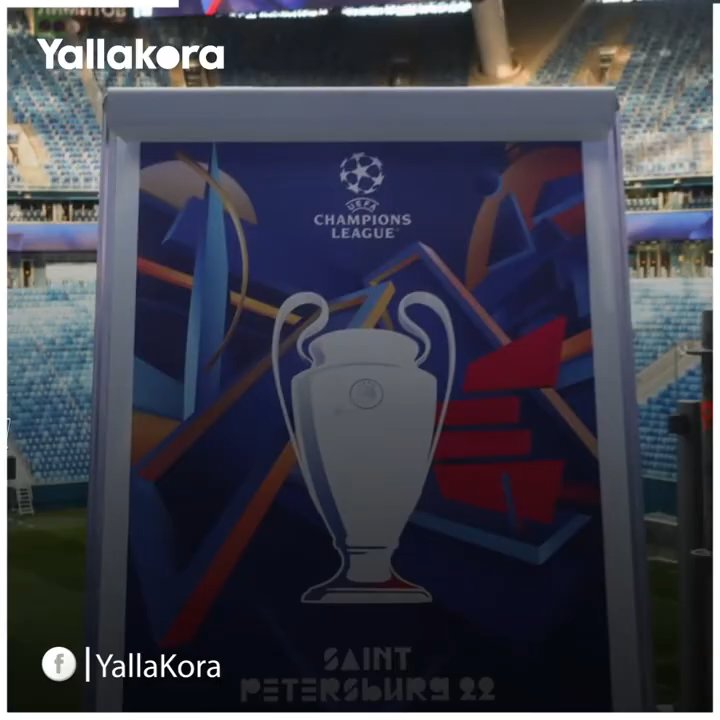 Yallakora
UEFA
CHAMPIONS
LEAGUE
SAINT
PETERSBURG 22
f
YallaKora